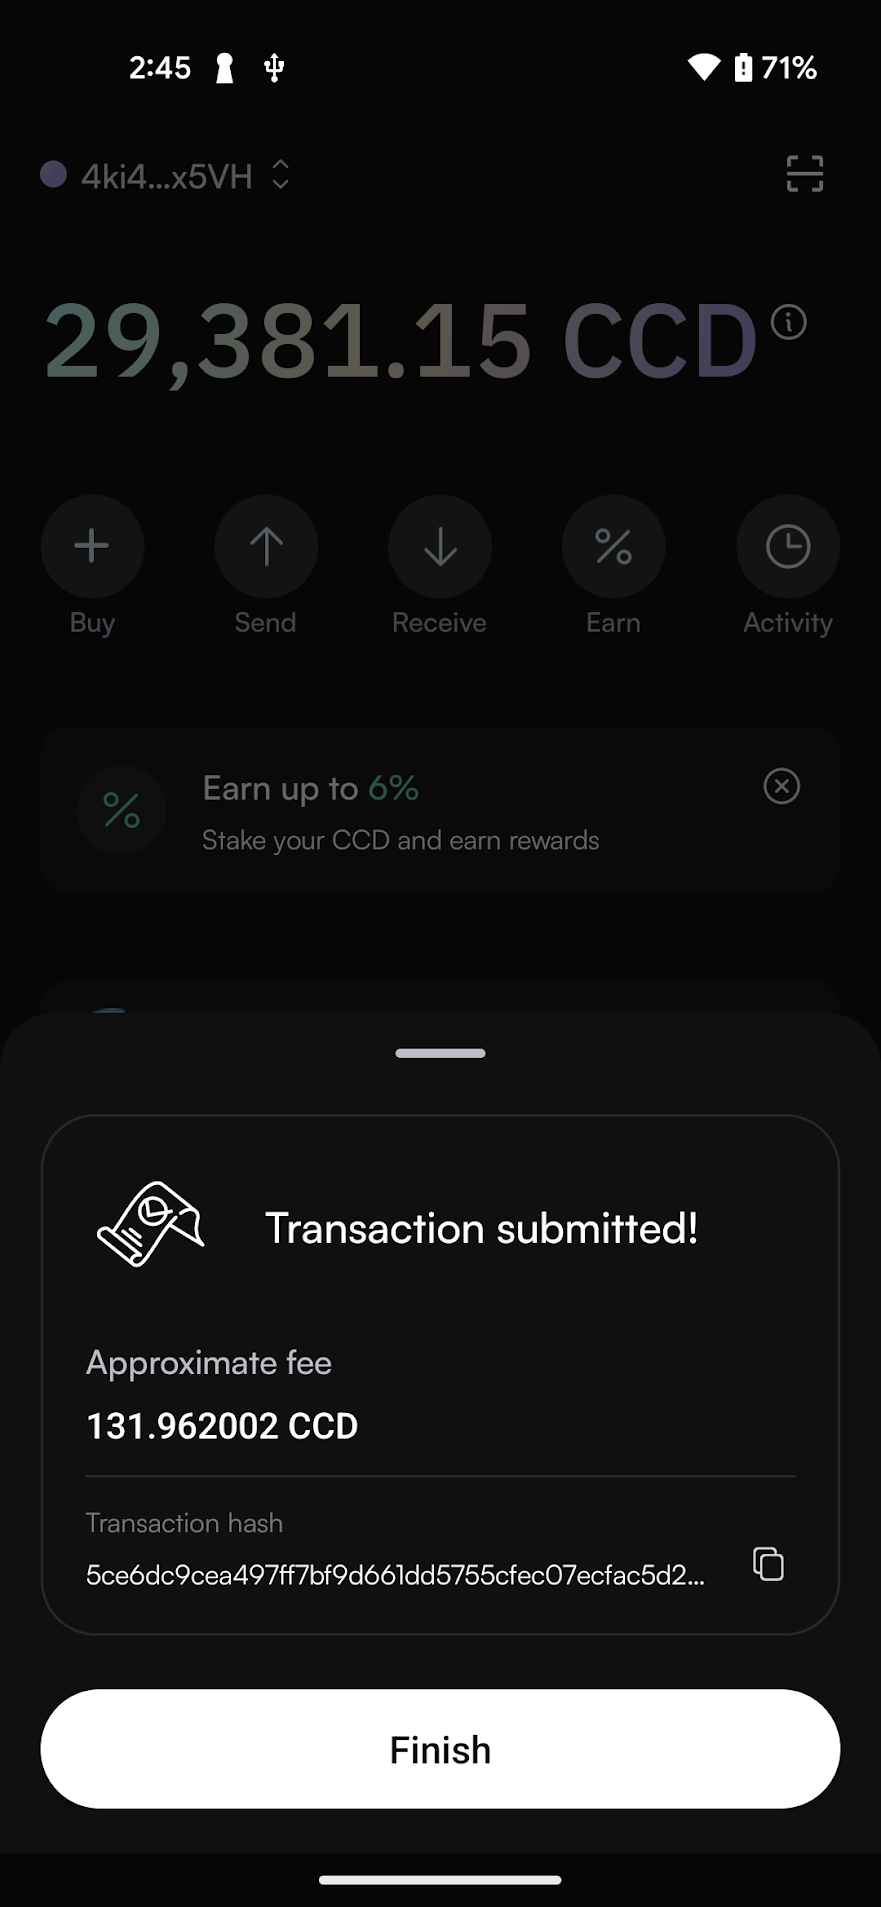 2:45 71%
4ki4...x5VH
29,381.15 CCD
Buy Send Receive Earn Activity
Earn up to 6%
Stake your CCD and earn rewards
Transaction submitted!
Approximate fee
131.962002 CCD
Transaction hash
5ce6dc9cea497ff7bf9d661dd5755cfec07ecfac5d2...
Finish